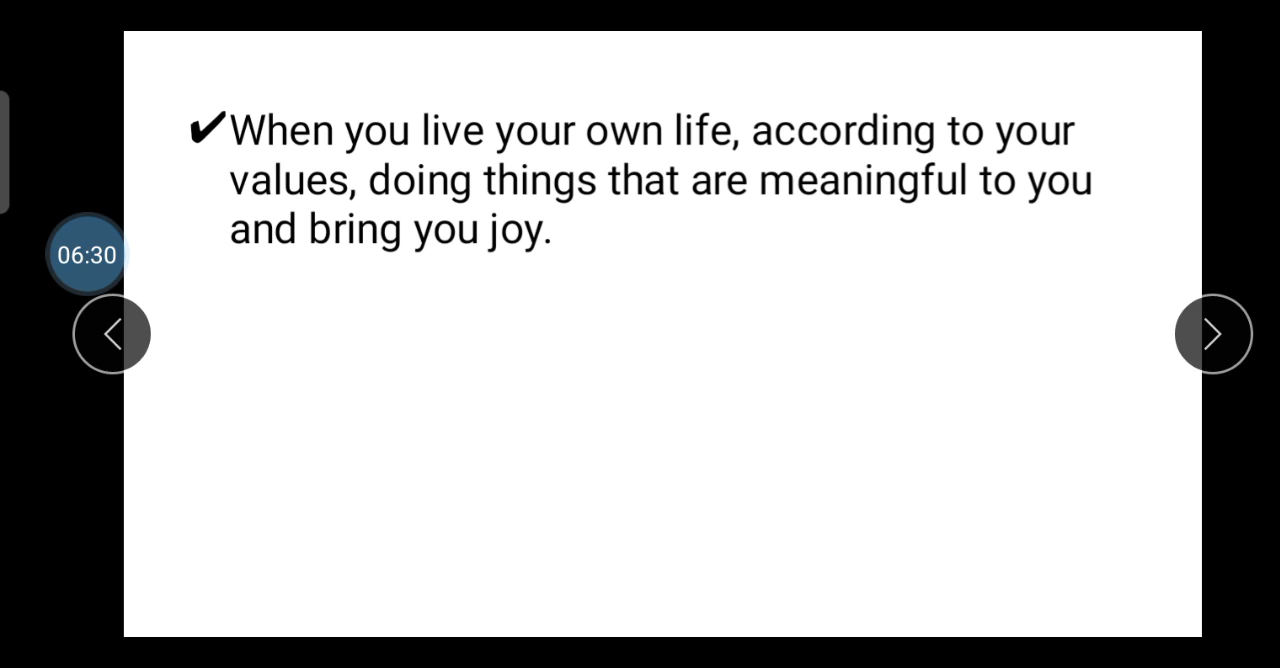 ✔When you live your own life, according to your
values, doing things that are meaningful to you
and bring you joy.
06:30